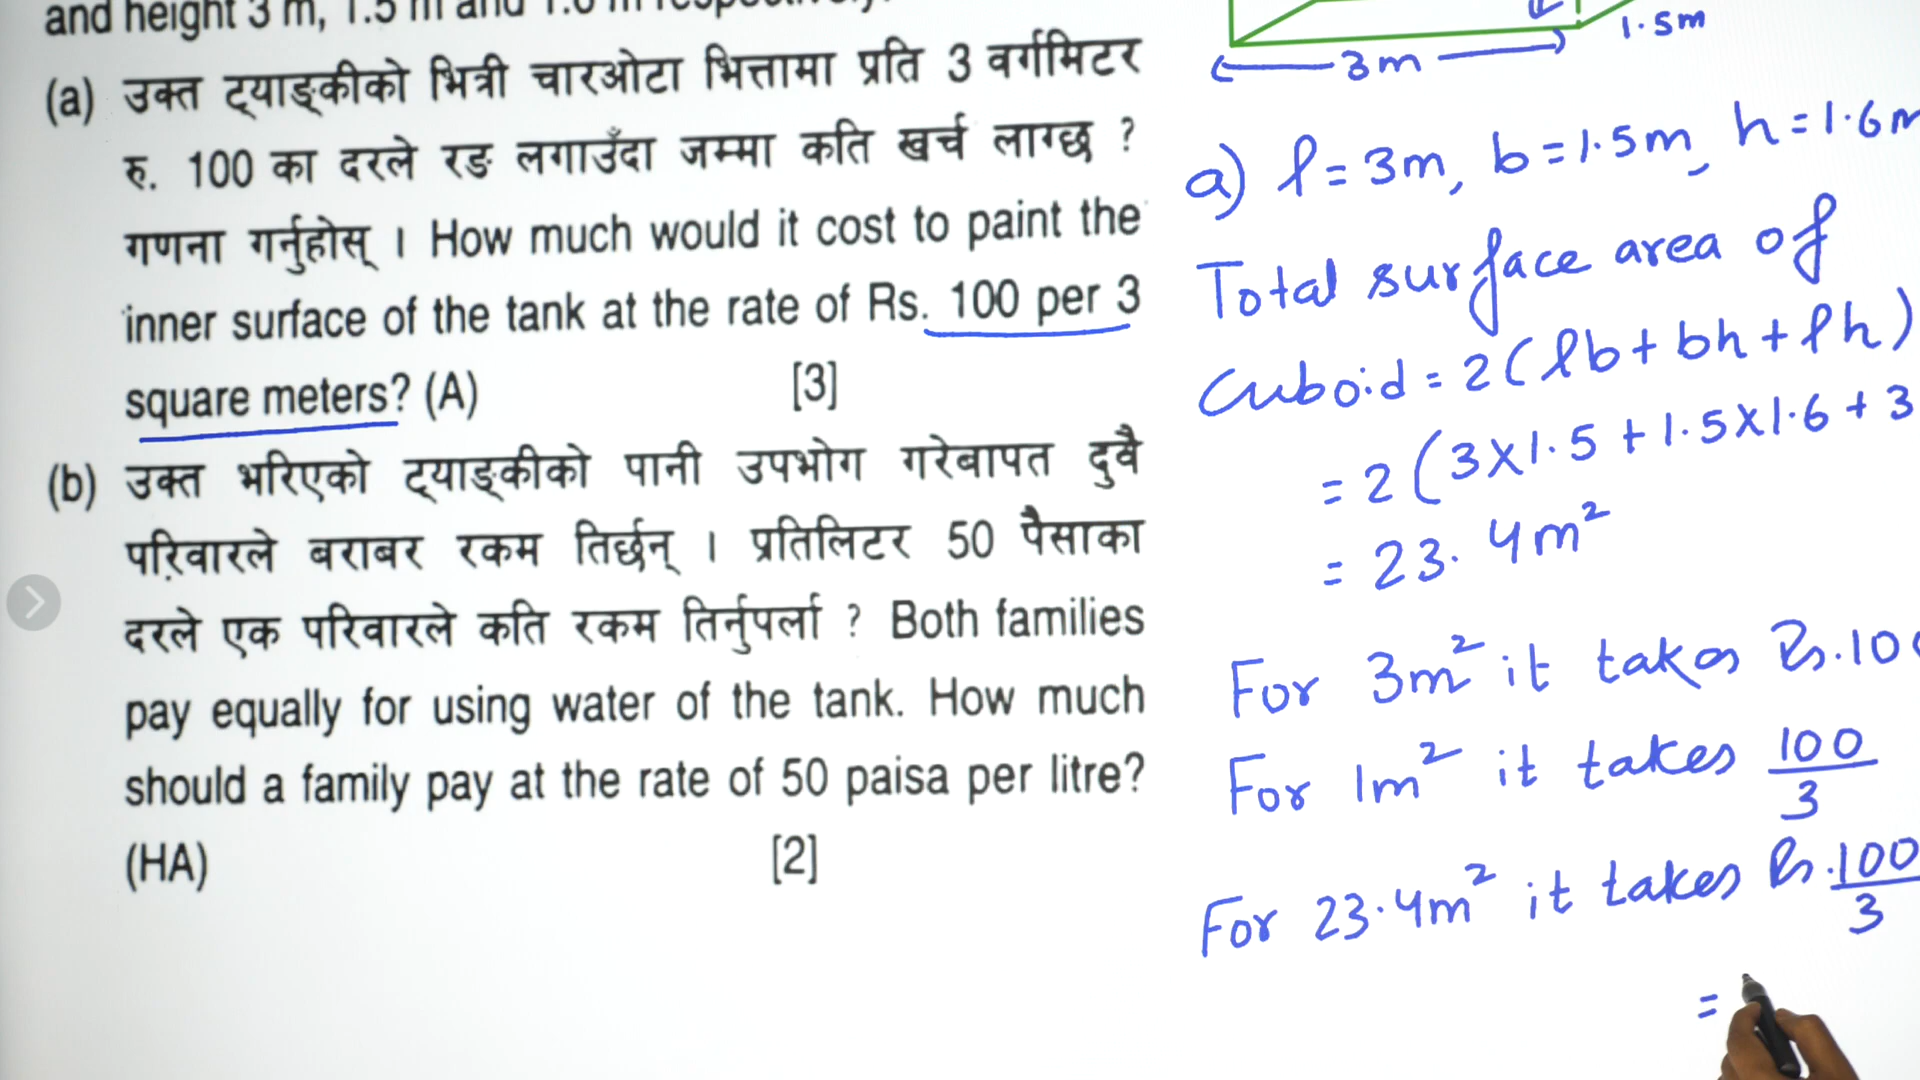 and height 3 m, 1.5 m and 1.6 m respectively.
(a) उक्त ट्याङ्कीको भित्री चारओटा भित्तामा प्रति 3 वर्गमिटर
रु. 100 का दरले रङ लगाउँदा जम्मा कति खर्च लाग्छ ?
गणना गर्नुहोस् । How much would it cost to paint the
inner surface of the tank at the rate of Rs. 100 per 3
square meters? (A) [3]
(b) उक्त भरिएको ट्याङ्कीको पानी उपभोग गरेबापत दुवै
परिवारले बराबर रकम तिर्छन् । प्रतिलिटर 50 पैसाका
दरले एक परिवारले कति रकम तिर्नुपर्ला ? Both families
pay equally for using water of the tank. How much
should a family pay at the rate of 50 paisa per litre?
(HA) [2]
1.5m
3m
a) l = 3m, b = 1.5m, h = 1.6m
Total surface area of
cuboid = 2(lb + bh + lh)
= 2(3×1.5 + 1.5×1.6 + 3
= 23.4m²
For 3m² it takes Rs.100
For 1m² it takes 100/3
For 23.4m² it takes Rs.100/3
=